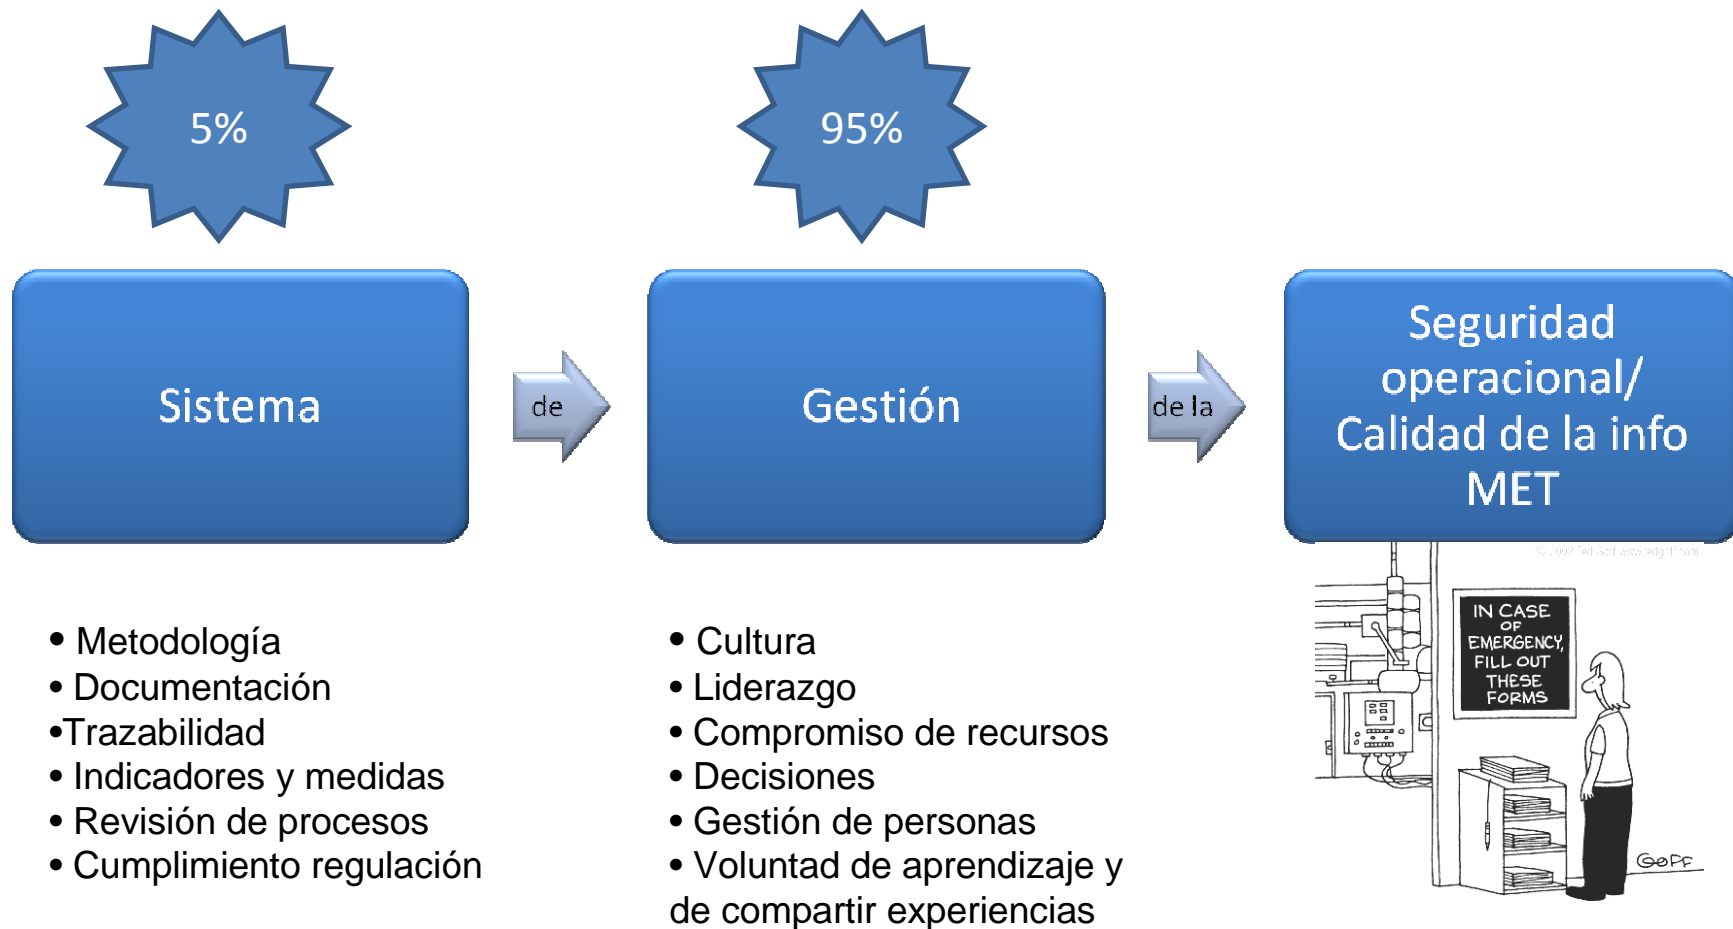 5%
95%
Sistema
de
Gestión
de la
Seguridad
operacional/
Calidad de la info
MET
• Metodología
• Documentación
•Trazabilidad
• Indicadores y medidas
• Revisión de procesos
• Cumplimiento regulación
• Cultura
• Liderazgo
• Compromiso de recursos
• Decisiones
• Gestión de personas
• Voluntad de aprendizaje y
de compartir experiencias
IN CASE
OF
EMERGENCY,
FILL OUT
THESE
FORMS
GOFF